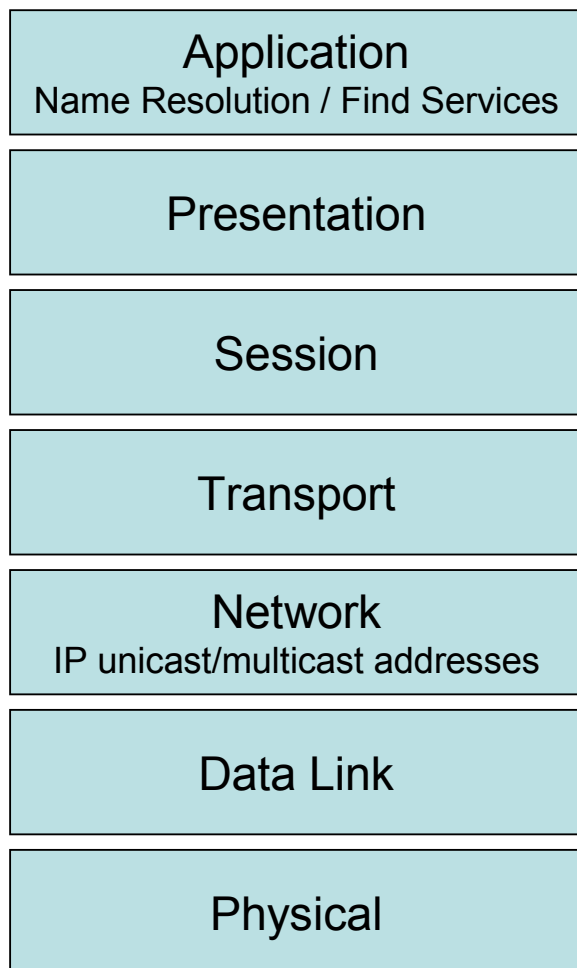 Application
Name Resolution / Find Services
Presentation
Session
Transport
Network
IP unicast/multicast addresses
Data Link
Physical